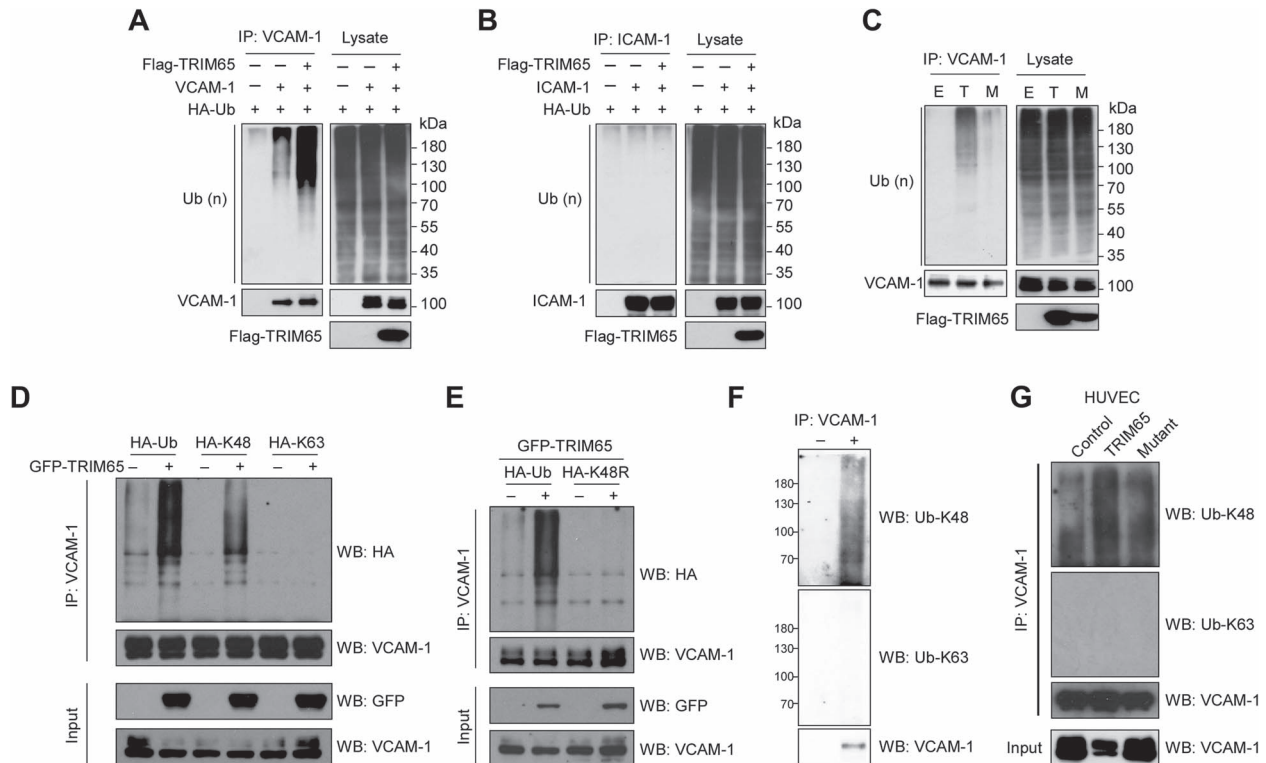 A
IP: VCAM-1 Lysate
Flag-TRIM65 – – + – – +
VCAM-1 – + + – + +
HA-Ub + + + + + +
kDa
Ub (n)
180
130
100
70
55
40
35
VCAM-1 100
Flag-TRIM65
B
IP: ICAM-1 Lysate
Flag-TRIM65 – – + – – +
ICAM-1 – + + – + +
HA-Ub + + + + + +
kDa
Ub (n)
180
130
100
70
55
40
35
ICAM-1 100
Flag-TRIM65
C
IP: VCAM-1 Lysate
E T M E T M
kDa
Ub (n)
180
130
100
70
55
40
35
VCAM-1 100
Flag-TRIM65
D
HA-Ub HA-K48 HA-K63
GFP-TRIM65 – + – + – +
IP: VCAM-1
WB: HA
WB: VCAM-1
Input
WB: GFP
WB: VCAM-1
E
GFP-TRIM65
HA-Ub HA-K48R
– + – +
IP: VCAM-1
WB: HA
WB: VCAM-1
Input
WB: GFP
WB: VCAM-1
F
IP: VCAM-1
– +
180
130
100
70
WB: Ub-K48
180
130
100
70
WB: Ub-K63
WB: VCAM-1
G
HUVEC
Control TRIM65 Mutant
IP: VCAM-1
WB: Ub-K48
WB: Ub-K63
WB: VCAM-1
Input WB: VCAM-1